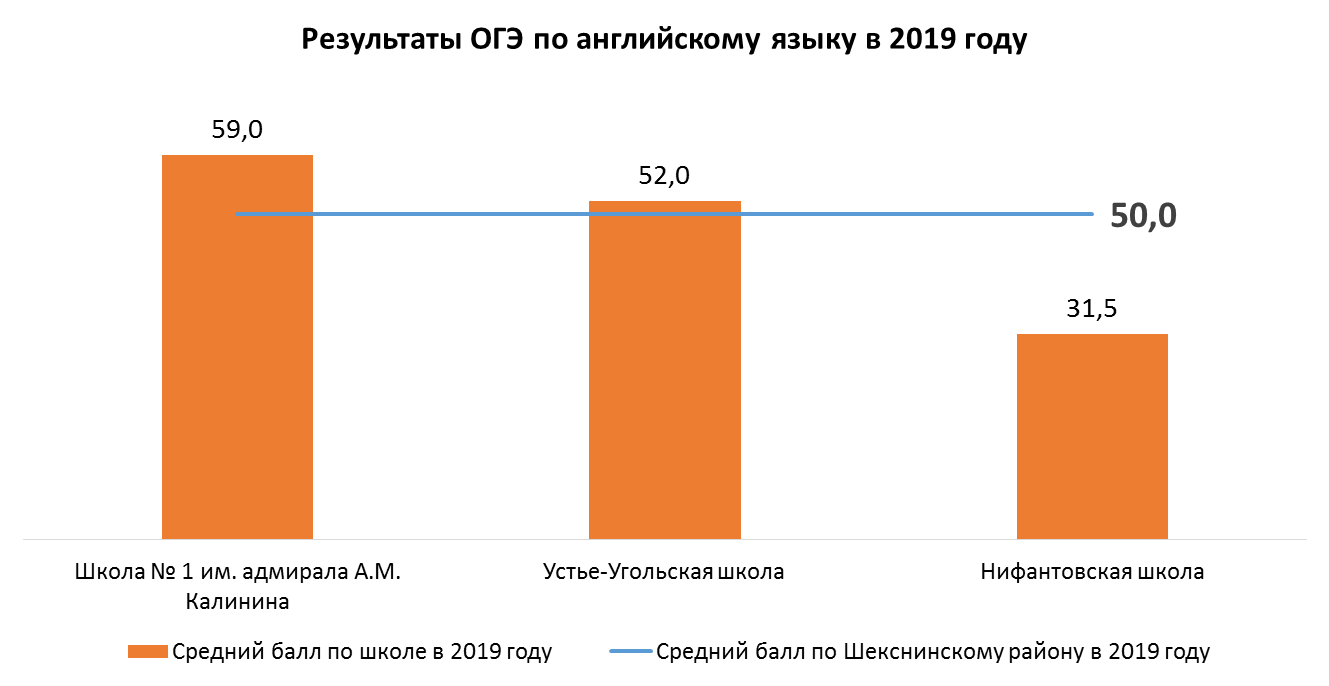 Результаты ОГЭ по английскому языку в 2019 году
59,0
52,0
50,0
31,5
Школа № 1 им. адмирала А.М.
Калинина
Устье-Угольская школа
Нифантовская школа
Средний балл по школе в 2019 году
Средний балл по Шекснинскому району в 2019 году